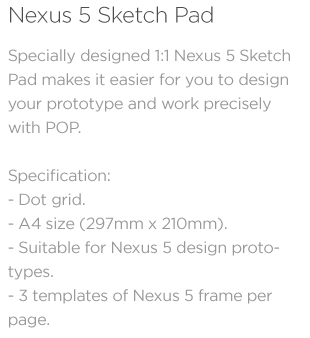 Nexus 5 Sketch Pad
Specially designed 1:1 Nexus 5 Sketch
Pad makes it easier for you to design
your prototype and work precisely
with POP.
Specification:
- Dot grid.
- A4 size (297mm x 210mm).
- Suitable for Nexus 5 design proto-
types.
- 3 templates of Nexus 5 frame per
page.